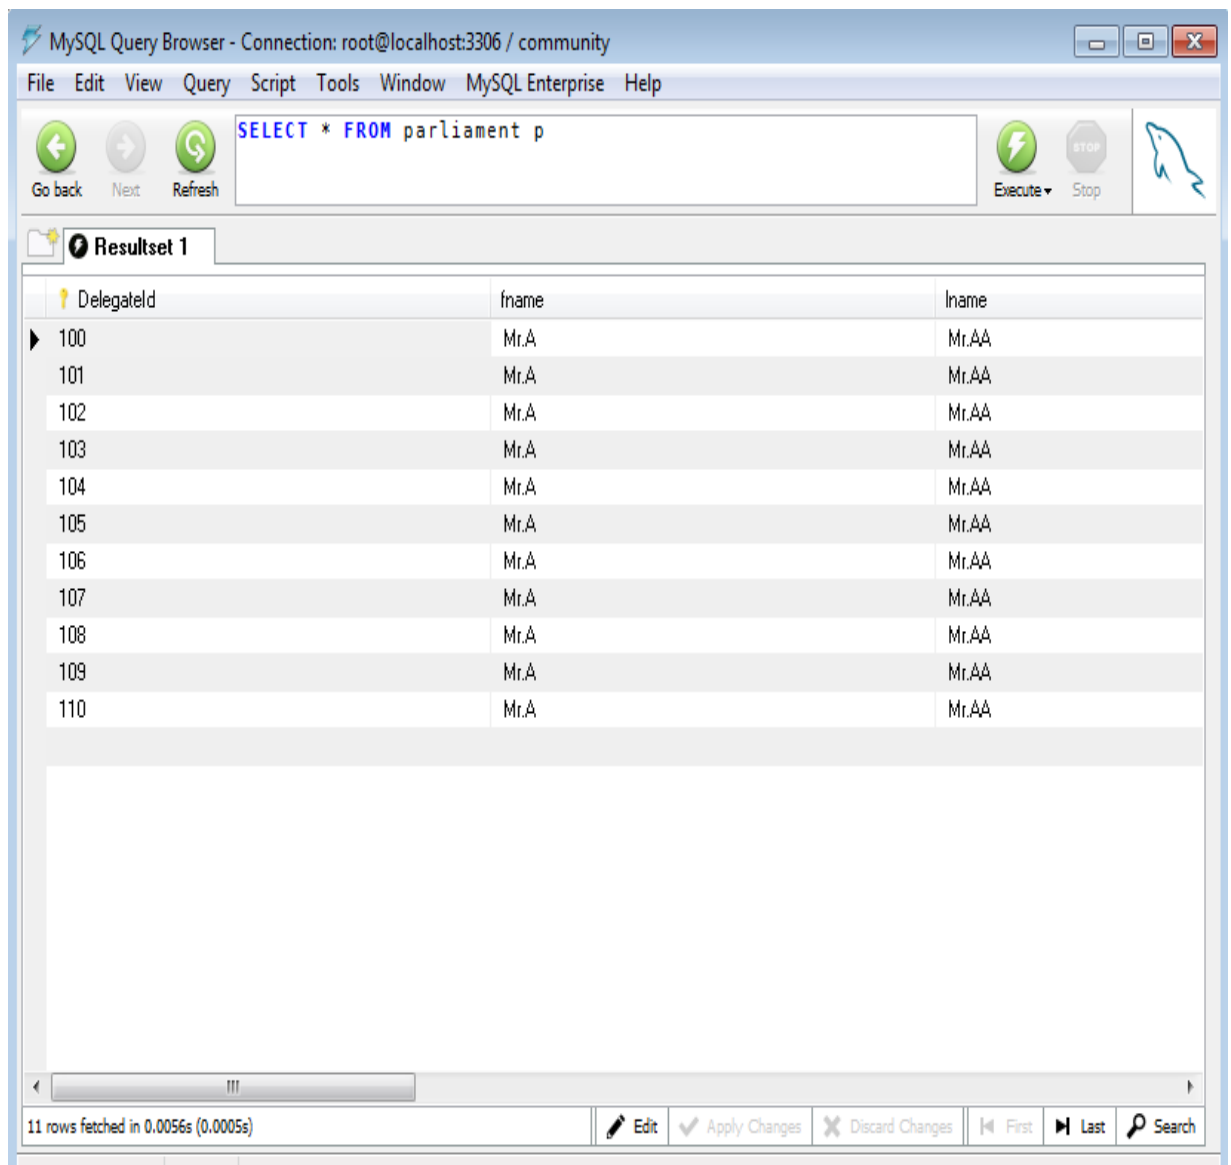 MySQL Query Browser - Connection: root@localhost:3306 / community
File Edit View Query Script Tools Window MySQL Enterprise Help
SELECT * FROM parliament p
Go back Next Refresh Execute STOP Stop
Resultset 1
DelegateId fname lname
100 Mr.A Mr.AA
101 Mr.A Mr.AA
102 Mr.A Mr.AA
103 Mr.A Mr.AA
104 Mr.A Mr.AA
105 Mr.A Mr.AA
106 Mr.A Mr.AA
107 Mr.A Mr.AA
108 Mr.A Mr.AA
109 Mr.A Mr.AA
110 Mr.A Mr.AA
11 rows fetched in 0.0056s (0.0005s) Edit Apply Changes Discard Changes First Last Search